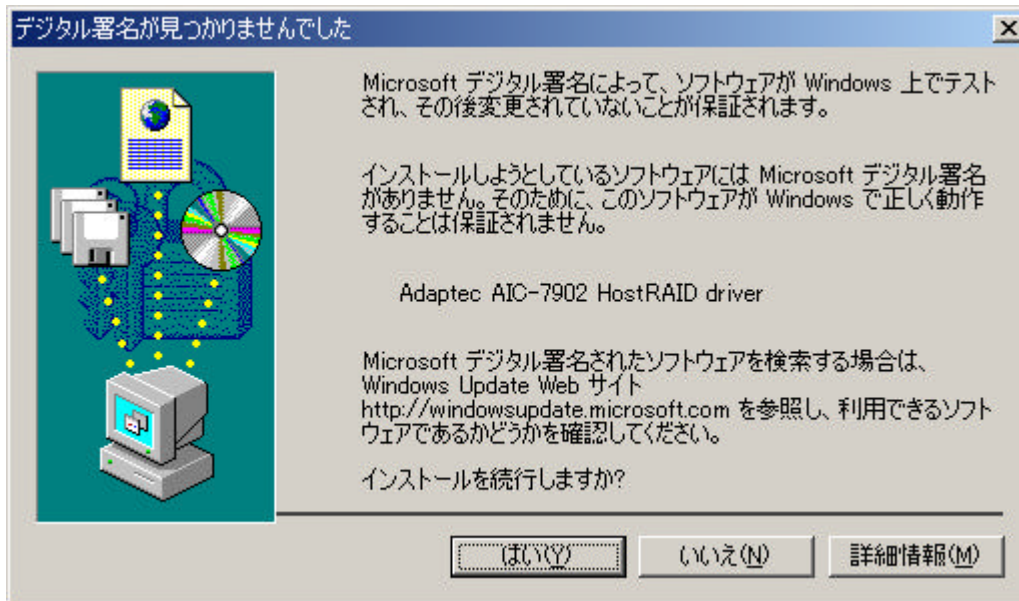 デジタル署名が見つかりませんでした
Microsoft デジタル署名によって、ソフトウェアが Windows 上でテスト
され、その後変更されていないことが保証されます。
インストールしようとしているソフトウェアには Microsoft デジタル署名
がありません。そのために、このソフトウェアが Windows で正しく動作
することは保証されません。
Adaptec AIC-7902 HostRAID driver
Microsoft デジタル署名されたソフトウェアを検索する場合は、
Windows Update Web サイト
http://windowsupdate.microsoft.com を参照し、利用できるソフト
ウェアであるかどうかを確認してください。
インストールを続行しますか?
はい(Y) いいえ(N) 詳細情報(M)